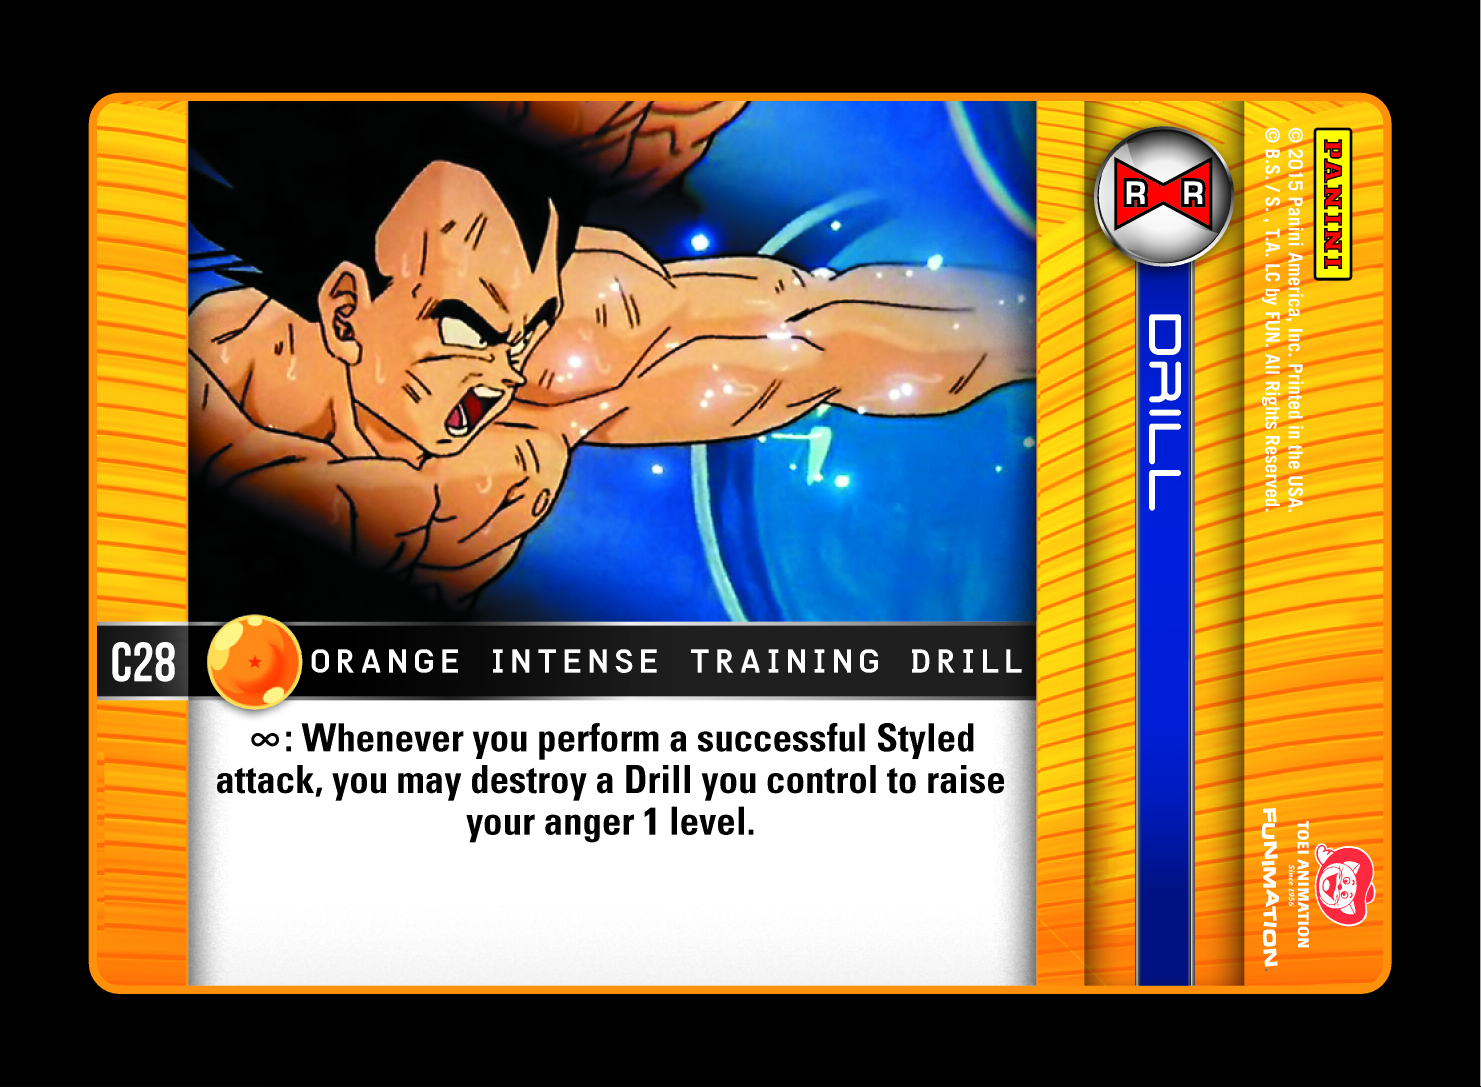 C28
ORANGE INTENSE TRAINING DRILL
∞: Whenever you perform a successful Styled
attack, you may destroy a Drill you control to raise
your anger 1 level.
R R
DRILL
PANINI
© 2015 Panini America, Inc. Printed in the USA.
© B.S./ S. , T.A. LC by FUN. All Rights Reserved.
TOEI ANIMATION
Since 1956
FUNIMATION